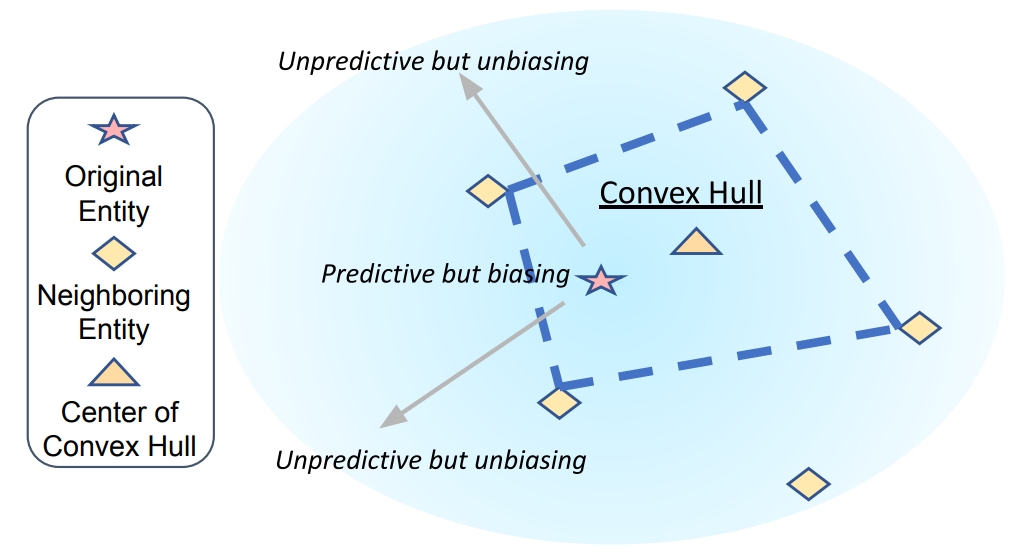 Original
Entity
Neighboring
Entity
Center of
Convex Hull
Unpredictive but unbiasing
Convex Hull
Predictive but biasing
Unpredictive but unbiasing